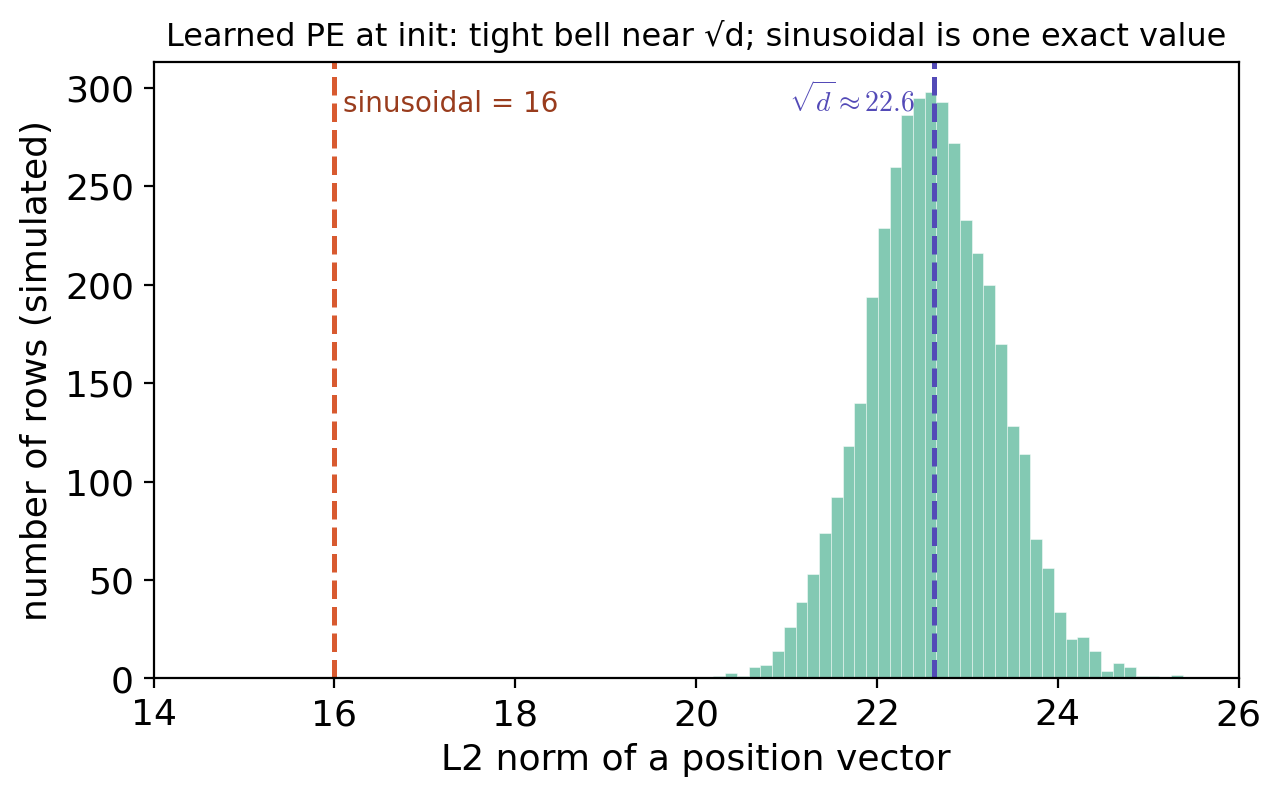 Learned PE at init: tight bell near √d; sinusoidal is one exact value
number of rows (simulated)
300
250
200
150
100
50
0
sinusoidal = 16
√d ≈ 22.6
14 16 18 20 22 24 26
L2 norm of a position vector